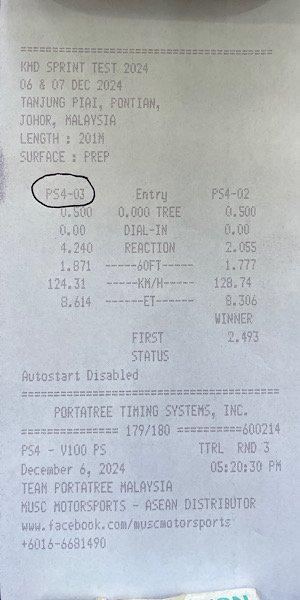 ==========================================
KMD SPRINT TEST 2024
06 & 07 DEC 2024
TANJUNG PIAI, PONTIAN,
JOHOR, MALAYSIA
LENGTH : 201M
SURFACE : PREP
PS4-03 Entry PS4-02
0.500 0.000 TREE 0.500
0.00 DIAL-IN 0.00
4.240 REACTION 2.055
1.871 -----60FT----- 1.777
124.31 -----KM/H----- 128.74
8.614 ------ET------ 8.306
WINNER
FIRST 2.493
STATUS
Autostart Disabled
==========================================
PORTATREE TIMING SYSTEMS, INC.
=============== 179/180 ==========600214
PS4 - V100 PS TTRL RND 3
December 6, 2024 05:20:30 PM
TEAM PORTATREE MALAYSIA
MUSC MOTORSPORTS - ASEAN DISTRIBUTOR
www.facebook.com/muscmotorsports
+6016-6681490